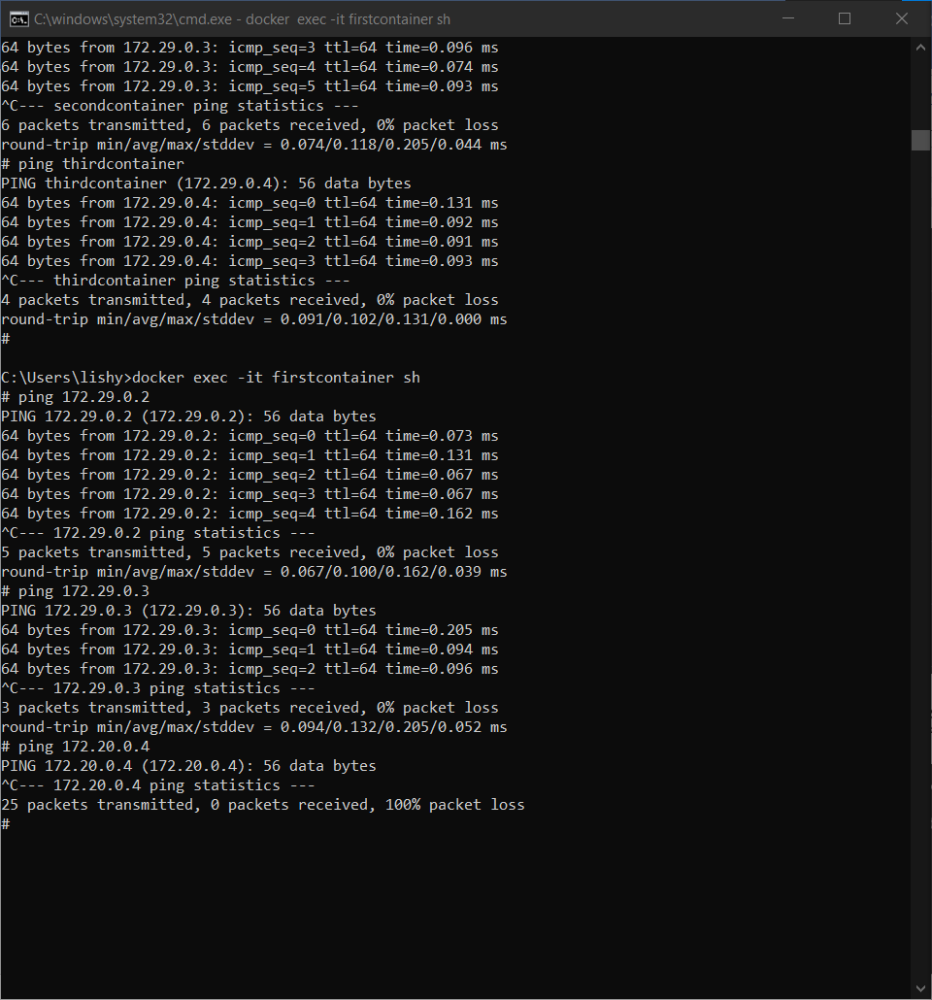 C:\windows\system32\cmd.exe - docker  exec -it firstcontainer sh
64 bytes from 172.29.0.3: icmp_seq=3 ttl=64 time=0.096 ms
64 bytes from 172.29.0.3: icmp_seq=4 ttl=64 time=0.074 ms
64 bytes from 172.29.0.3: icmp_seq=5 ttl=64 time=0.093 ms
^C--- secondcontainer ping statistics ---
6 packets transmitted, 6 packets received, 0% packet loss
round-trip min/avg/max/stddev = 0.074/0.118/0.205/0.044 ms
# ping thirdcontainer
PING thirdcontainer (172.29.0.4): 56 data bytes
64 bytes from 172.29.0.4: icmp_seq=0 ttl=64 time=0.131 ms
64 bytes from 172.29.0.4: icmp_seq=1 ttl=64 time=0.092 ms
64 bytes from 172.29.0.4: icmp_seq=2 ttl=64 time=0.091 ms
64 bytes from 172.29.0.4: icmp_seq=3 ttl=64 time=0.093 ms
^C--- thirdcontainer ping statistics ---
4 packets transmitted, 4 packets received, 0% packet loss
round-trip min/avg/max/stddev = 0.091/0.102/0.131/0.000 ms
#
C:\Users\lishy>docker exec -it firstcontainer sh
# ping 172.29.0.2
PING 172.29.0.2 (172.29.0.2): 56 data bytes
64 bytes from 172.29.0.2: icmp_seq=0 ttl=64 time=0.073 ms
64 bytes from 172.29.0.2: icmp_seq=1 ttl=64 time=0.131 ms
64 bytes from 172.29.0.2: icmp_seq=2 ttl=64 time=0.067 ms
64 bytes from 172.29.0.2: icmp_seq=3 ttl=64 time=0.067 ms
64 bytes from 172.29.0.2: icmp_seq=4 ttl=64 time=0.162 ms
^C--- 172.29.0.2 ping statistics ---
5 packets transmitted, 5 packets received, 0% packet loss
round-trip min/avg/max/stddev = 0.067/0.100/0.162/0.039 ms
# ping 172.29.0.3
PING 172.29.0.3 (172.29.0.3): 56 data bytes
64 bytes from 172.29.0.3: icmp_seq=0 ttl=64 time=0.205 ms
64 bytes from 172.29.0.3: icmp_seq=1 ttl=64 time=0.094 ms
64 bytes from 172.29.0.3: icmp_seq=2 ttl=64 time=0.096 ms
^C--- 172.29.0.3 ping statistics ---
3 packets transmitted, 3 packets received, 0% packet loss
round-trip min/avg/max/stddev = 0.094/0.132/0.205/0.052 ms
# ping 172.20.0.4
PING 172.20.0.4 (172.20.0.4): 56 data bytes
^C--- 172.20.0.4 ping statistics ---
25 packets transmitted, 0 packets received, 100% packet loss
#